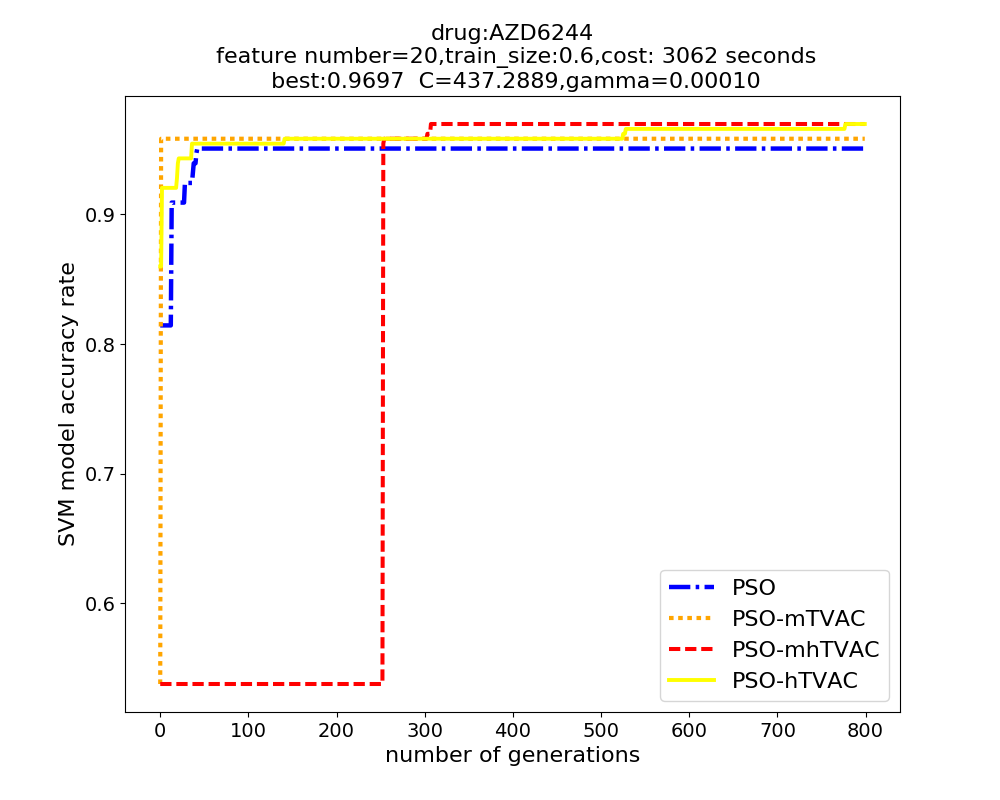 drug:AZD6244
feature number=20,train_size:0.6,cost: 3062 seconds
best:0.9697  C=437.2889,gamma=0.00010
SVM model accuracy rate
0.9
0.8
0.7
0.6
PSO
PSO-mTVAC
PSO-mhTVAC
PSO-hTVAC
0 100 200 300 400 500 600 700 800
number of generations